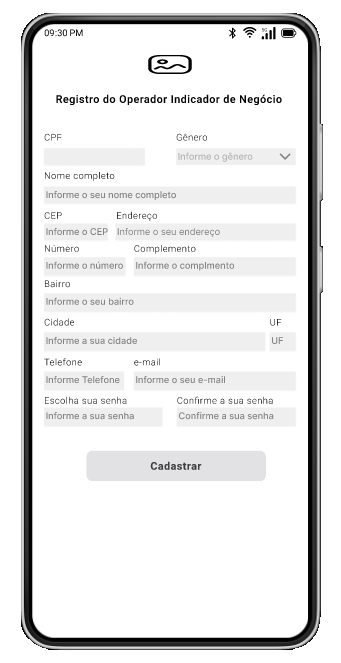 09:30 PM 5G
Registro do Operador Indicador de Negócio
CPF Gênero
Informe o gênero
Nome completo
Informe o seu nome completo
CEP Endereço
Informe o CEP Informe o seu endereço
Número Complemento
Informe o número Informe o complmento
Bairro
Informe o seu bairro
Cidade UF
Informe a sua cidade UF
Telefone e-mail
Informe Telefone Informe o seu e-mail
Escolha sua senha Confirme a sua senha
Informe a sua senha Confirme a sua senha
Cadastrar